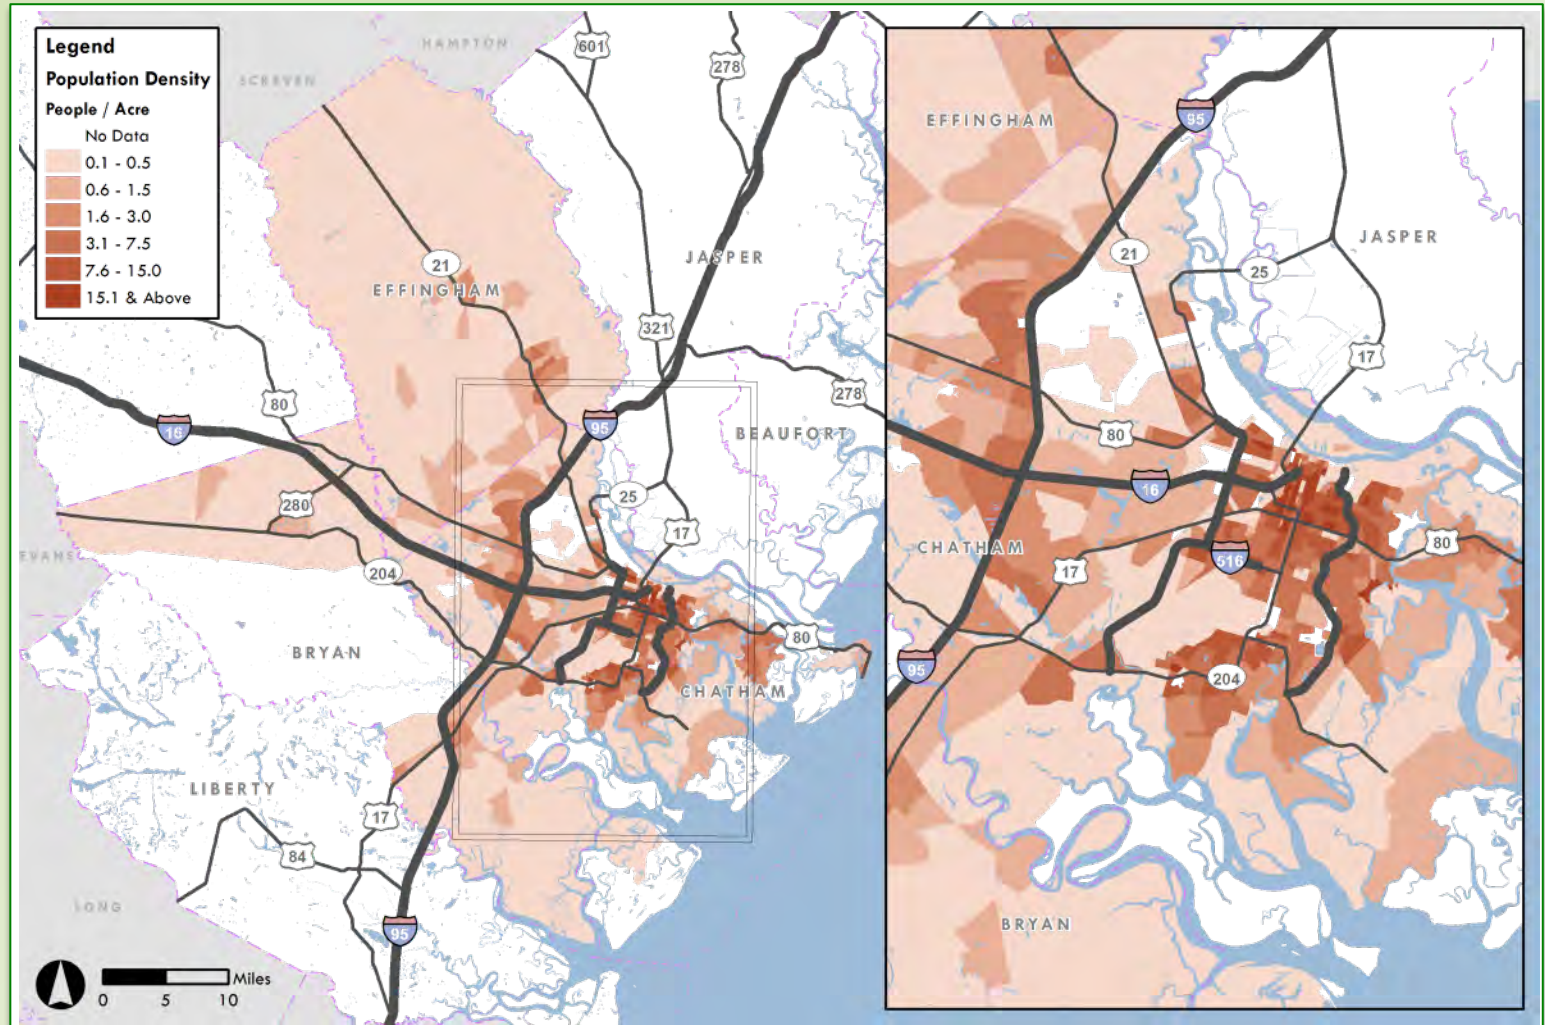 Legend
Population Density
People / Acre
No Data
0.1 - 0.5
0.6 - 1.5
1.6 - 3.0
3.1 - 7.5
7.6 - 15.0
15.1 & Above
HAMPTON
SCREVEN
601
278
21
EFFINGHAM
JASPER
321
80
278
16
95
BEAUFORT
280
25
17
EVANS
204
80
BRYAN
CHATHAM
LIBERTY
17
84
LONG
95
Miles
0 5 10
EFFINGHAM
95
JASPER
21
25
17
80
16
CHATHAM
80
516
17
95
204
BRYAN